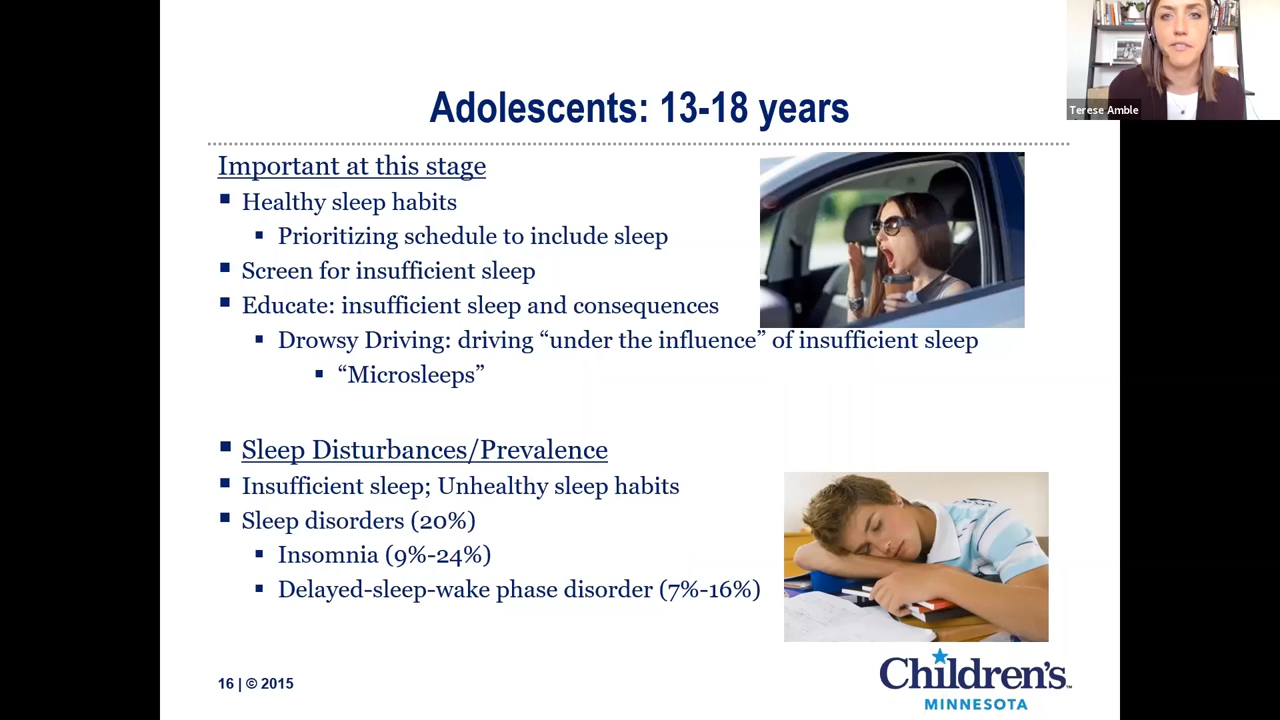 Terese Amble
Adolescents: 13-18 years
Important at this stage
Healthy sleep habits
Prioritizing schedule to include sleep
Screen for insufficient sleep
Educate: insufficient sleep and consequences
Drowsy Driving: driving “under the influence” of insufficient sleep
“Microsleeps”
Sleep Disturbances/Prevalence
Insufficient sleep; Unhealthy sleep habits
Sleep disorders (20%)
Insomnia (9%-24%)
Delayed-sleep-wake phase disorder (7%-16%)
16 | © 2015
Children's™
MINNESOTA